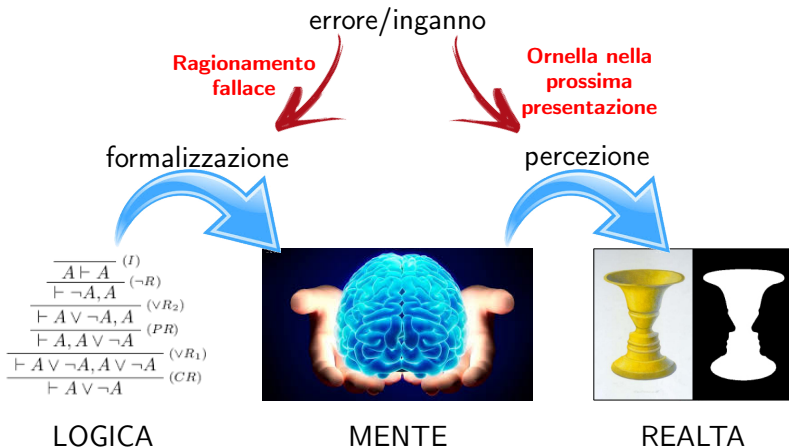 errore/inganno
Ragionamento
fallace
Ornella nella
prossima
presentazione
formalizzazione
percezione
(I)
A ⊢ A
(¬R)
⊢ ¬A, A
(∨R₂)
⊢ A ∨ ¬A, A
(PR)
⊢ A, A ∨ ¬A
(∨R₁)
⊢ A ∨ ¬A, A ∨ ¬A
(CR)
⊢ A ∨ ¬A
LOGICA
MENTE
REALTA